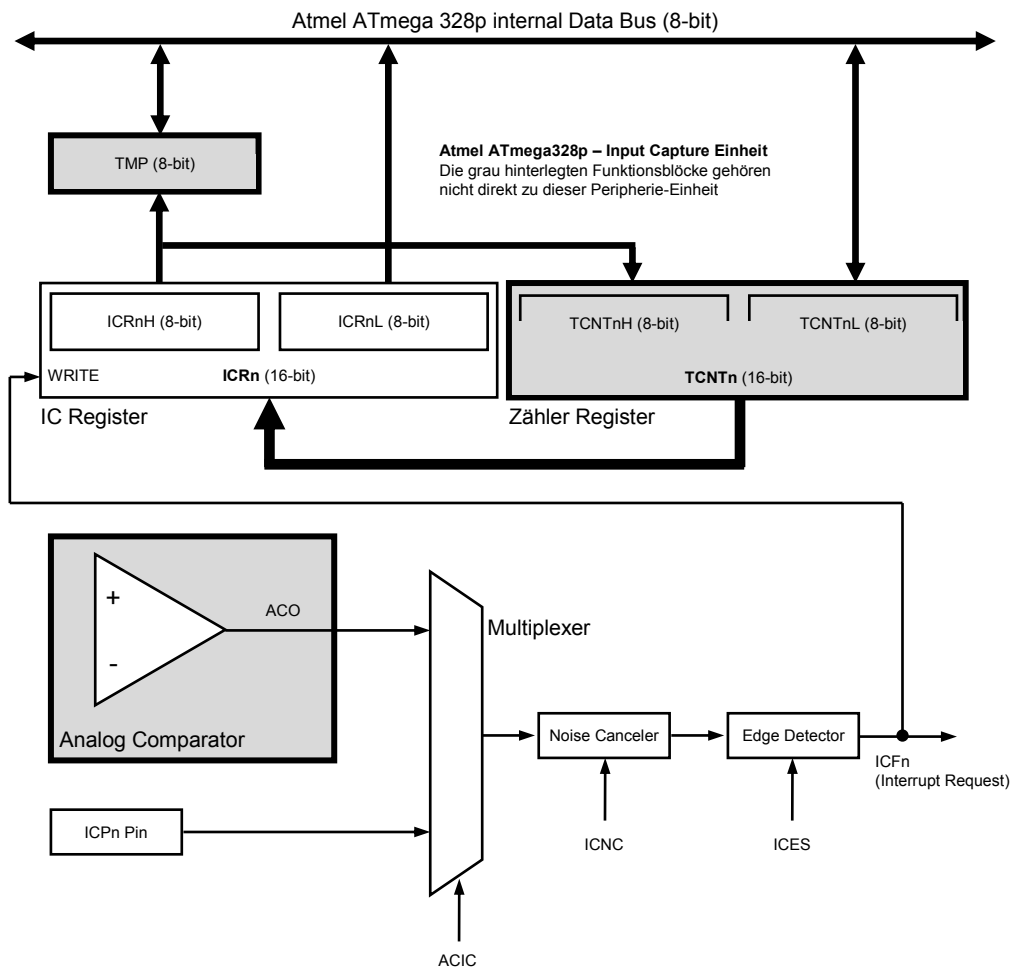 Atmel ATmega 328p internal Data Bus (8-bit)
TMP (8-bit)
Atmel ATmega328p – Input Capture Einheit
Die grau hinterlegten Funktionsblöcke gehören
nicht direkt zu dieser Peripherie-Einheit
ICRnH (8-bit)
ICRnL (8-bit)
TCNTnH (8-bit)
TCNTnL (8-bit)
WRITE
ICRn (16-bit)
TCNTn (16-bit)
IC Register
Zähler Register
+
ACO
-
Multiplexer
Analog Comparator
Noise Canceler
Edge Detector
ICFn
(Interrupt Request)
ICPn Pin
ICNC
ICES
ACIC